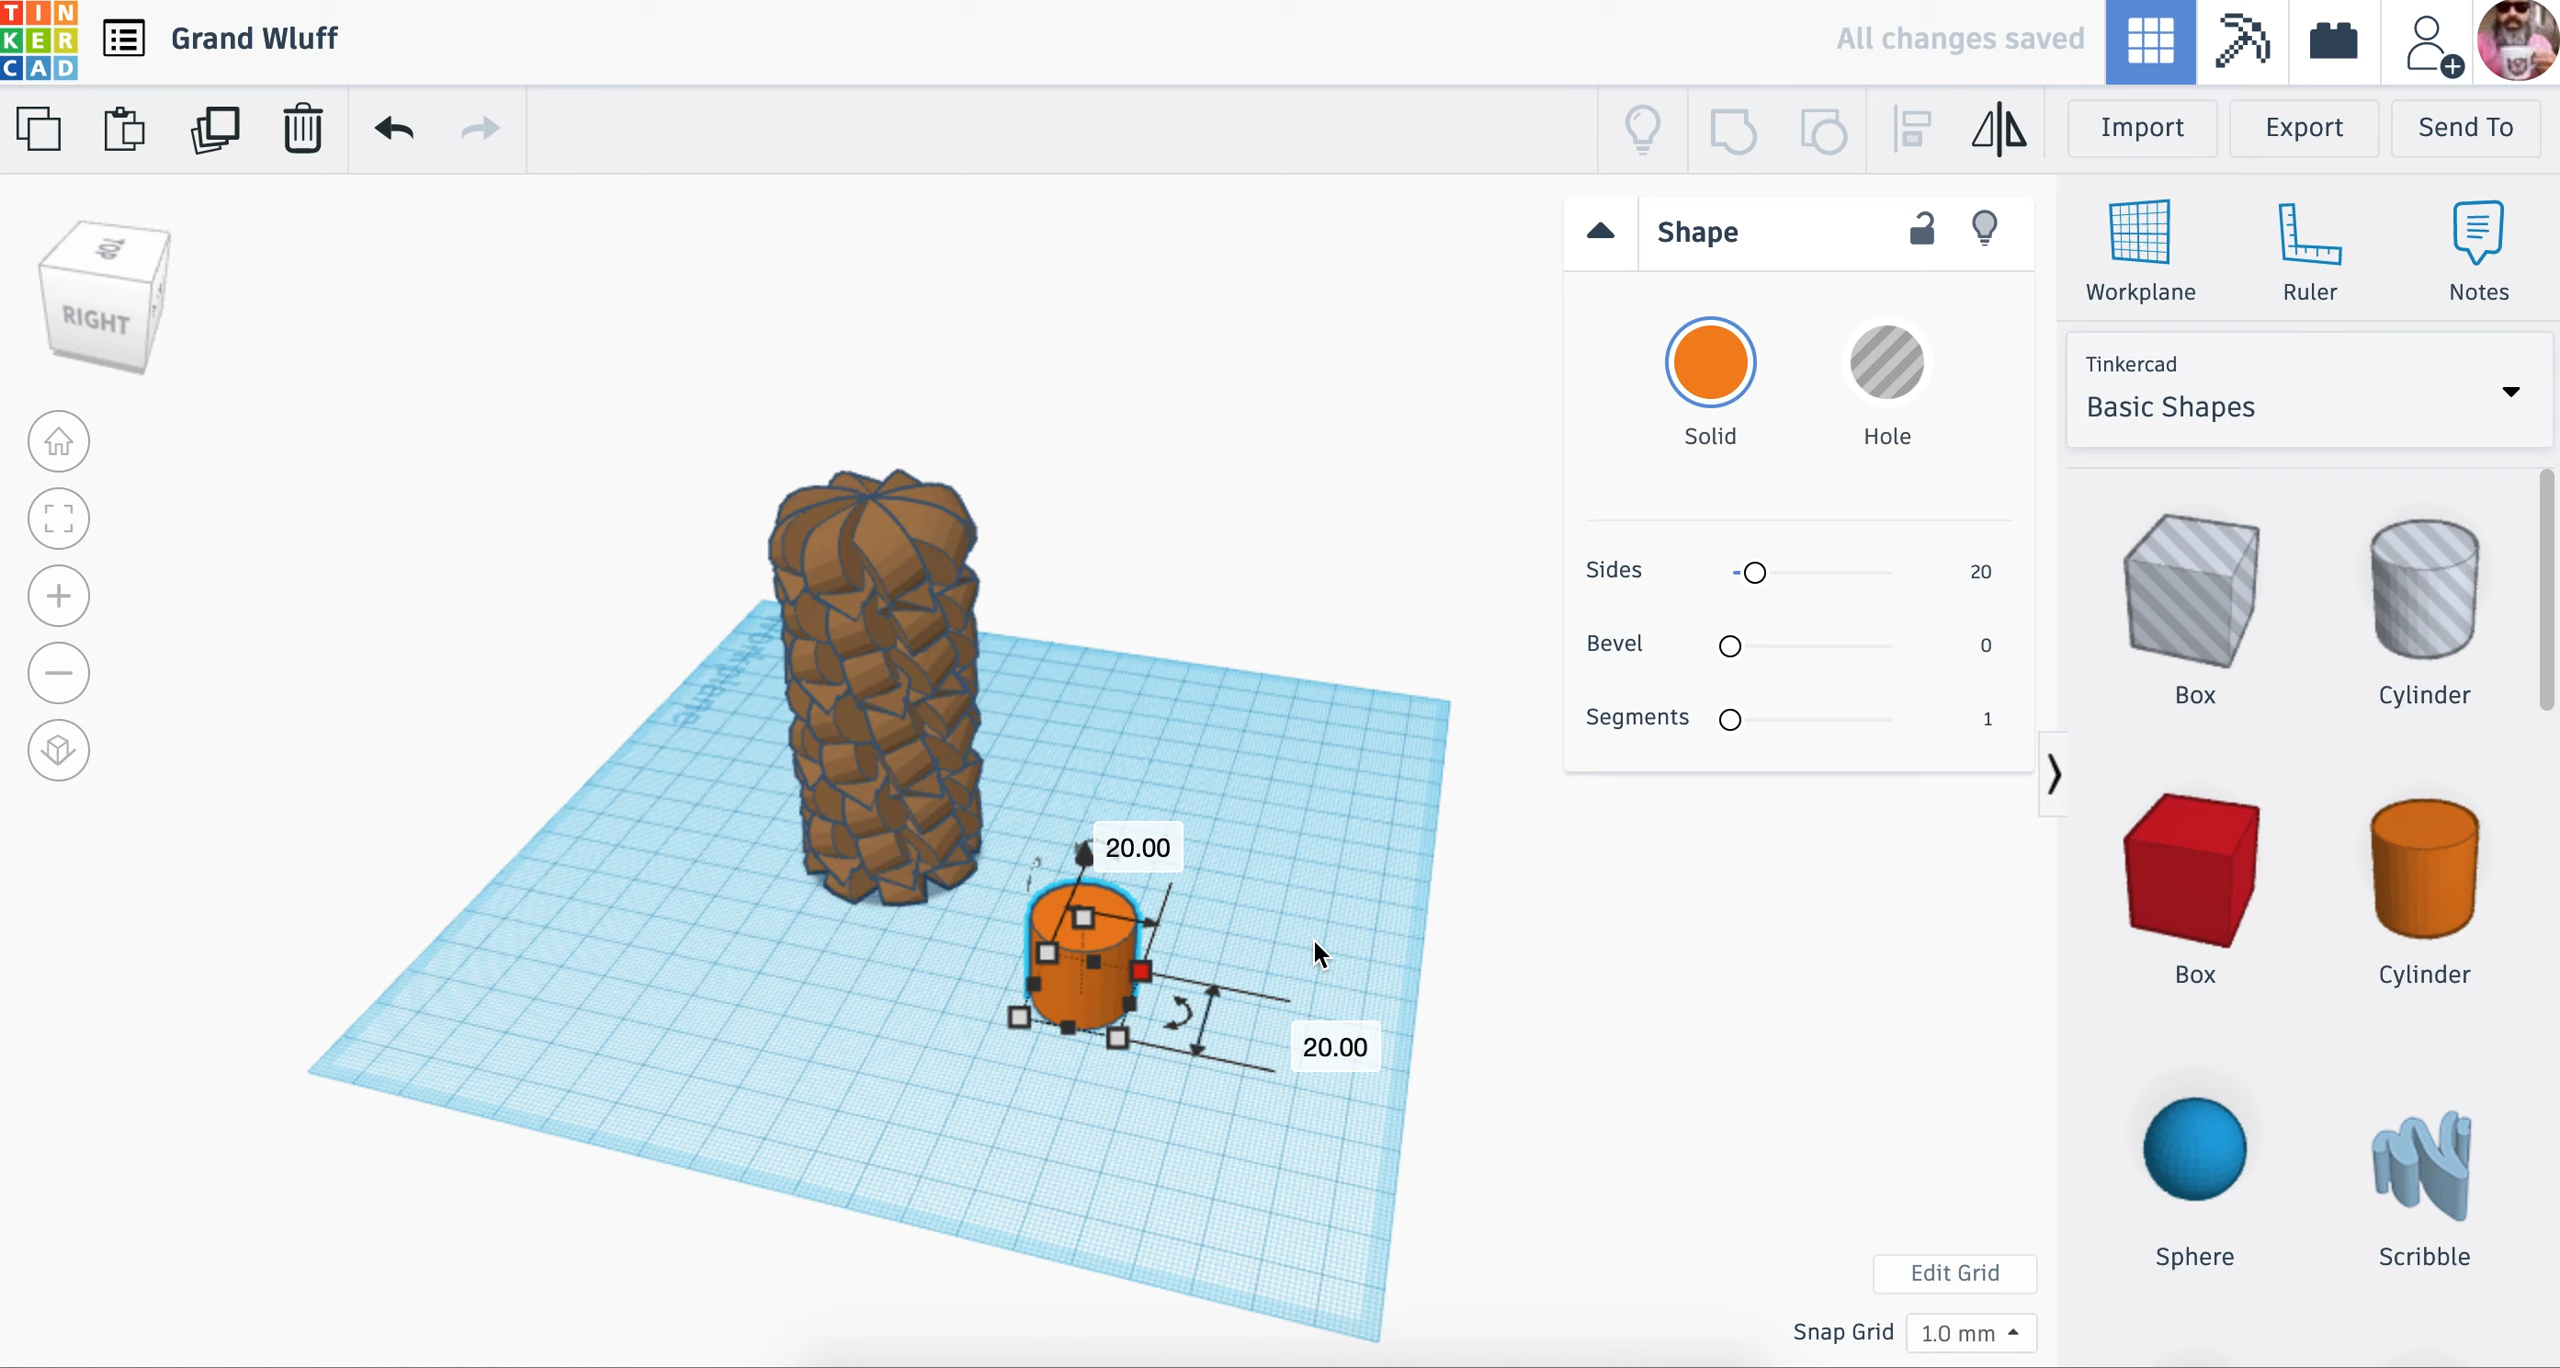 TIN
KER
CAD
Grand Wluff
All changes saved
Import
Export
Send To
TOP
RIGHT
Shape
Workplane
Ruler
Notes
Solid
Hole
Tinkercad
Basic Shapes
Sides
20
Bevel
0
Segments
1
Box
Cylinder
Workplane
20.00
20.00
Box
Cylinder
Sphere
Scribble
Edit Grid
Snap Grid
1.0 mm